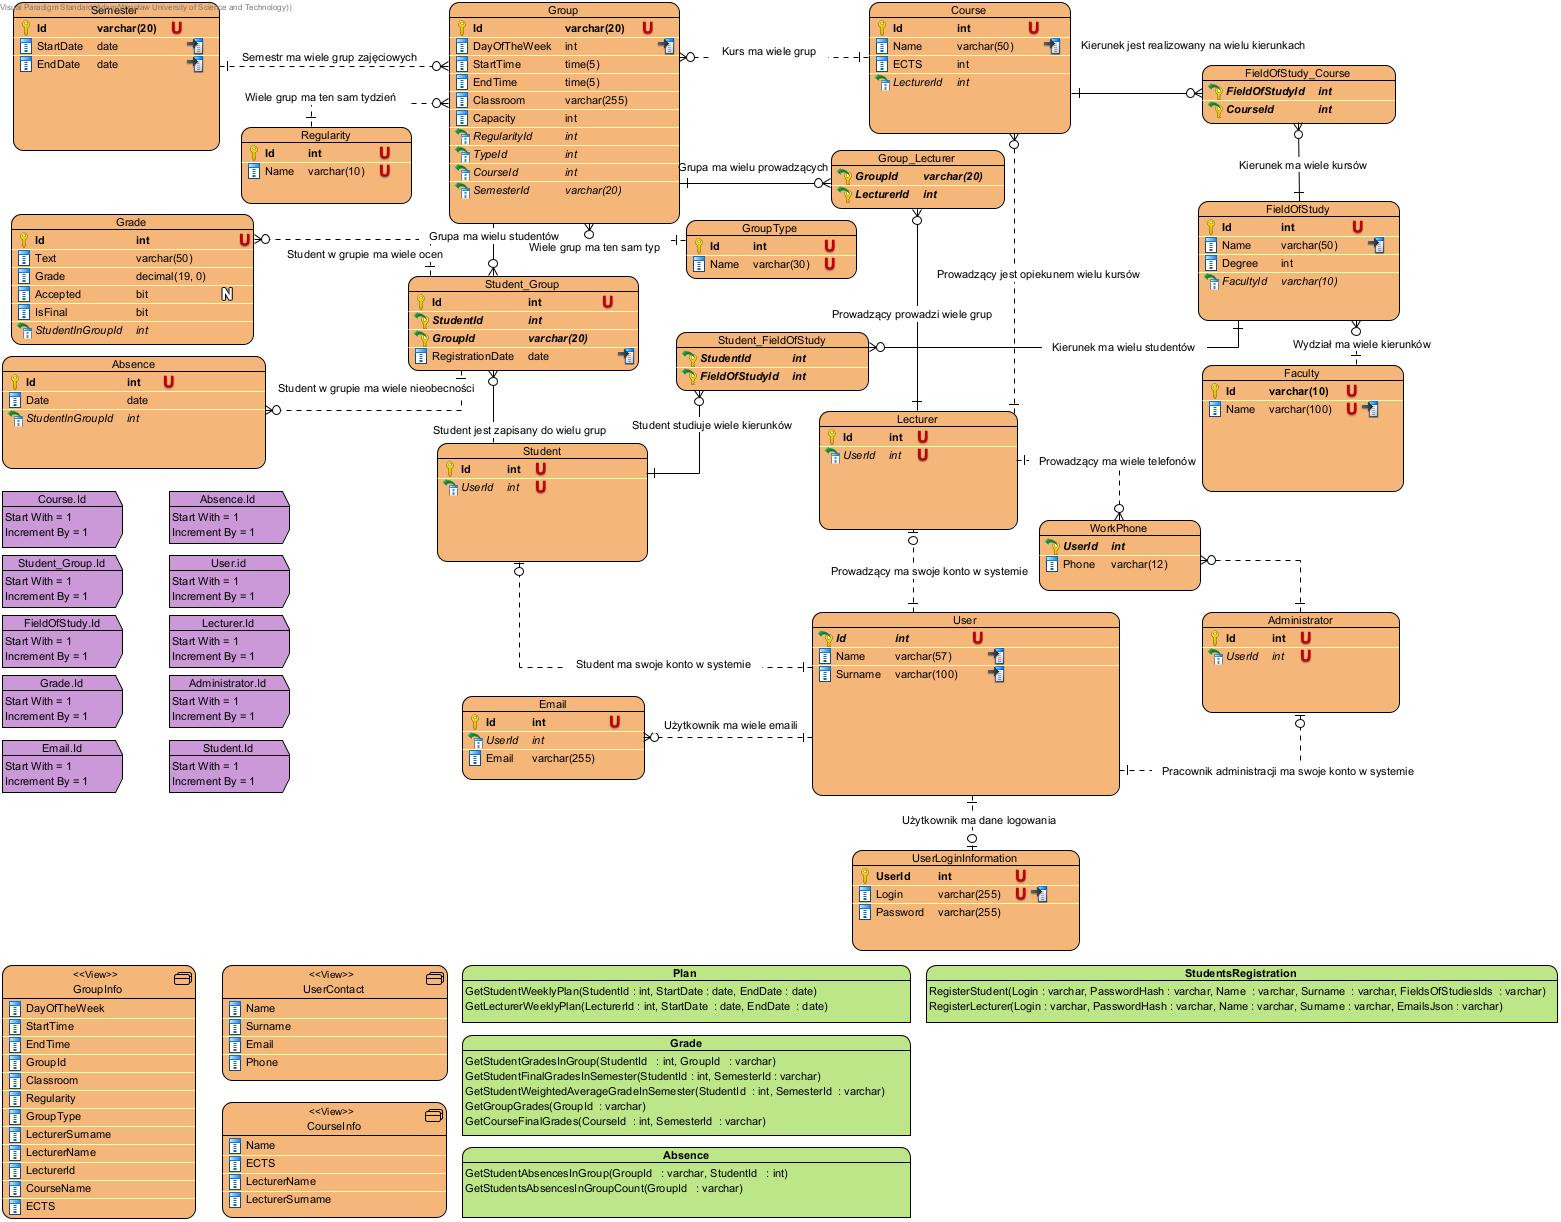 Visual Paradigm Standard
Wrocław University of Science and Technology))
Semester
Id varchar(20) U
StartDate date
EndDate date
Semestr ma wiele grup zajęciowych
Wiele grup ma ten sam tydzień
Regularity
Id int U
Name varchar(10) U
Group
Id varchar(20) U
DayOfTheWeek int
StartTime time(5)
EndTime time(5)
Classroom varchar(255)
Capacity int
RegularityId int
TypeId int
CourseId int
SemesterId varchar(20)
Kurs ma wiele grup
Course
Id int U
Name varchar(50)
ECTS int
LecturerId int
Kierunek jest realizowany na wielu kierunkach
FieldOfStudy_Course
FieldOfStudyId int
CourseId int
Kierunek ma wiele kursów
Grupa ma wielu prowadzących
Group_Lecturer
GroupId varchar(20)
LecturerId int
FieldOfStudy
Id int U
Name varchar(50)
Degree int
FacultyId varchar(10)
Grade
Id int U
Text varchar(50)
Grade decimal(19, 0)
Accepted bit N
IsFinal bit
StudentInGroupId int
Grupa ma wielu studentów
Student w grupie ma wiele ocen
Wiele grup ma ten sam typ
GroupType
Id int U
Name varchar(30) U
Student_Group
Id int U
StudentId int
GroupId varchar(20)
RegistrationDate date
Prowadzący jest opiekunem wielu kursów
Prowadzący prowadzi wiele grup
Student_FieldOfStudy
StudentId int
FieldOfStudyId int
Kierunek ma wielu studentów
Wydział ma wiele kierunków
Faculty
Id varchar(10) U
Name varchar(100) U
Absence
Id int U
Date date
StudentInGroupId int
Student w grupie ma wiele nieobecności
Student jest zapisany do wielu grup
Student studiuje wiele kierunków
Student
Id int U
UserId int U
Lecturer
Id int U
UserId int U
Prowadzący ma wiele telefonów
WorkPhone
UserId int
Phone varchar(12)
Course.Id
Start With = 1
Increment By = 1
Absence.Id
Start With = 1
Increment By = 1
Student_Group.Id
Start With = 1
Increment By = 1
User.id
Start With = 1
Increment By = 1
FieldOfStudy.Id
Start With = 1
Increment By = 1
Lecturer.Id
Start With = 1
Increment By = 1
Grade.Id
Start With = 1
Increment By = 1
Administrator.Id
Start With = 1
Increment By = 1
Email.Id
Start With = 1
Increment By = 1
Student.Id
Start With = 1
Increment By = 1
Prowadzący ma swoje konto w systemie
Student ma swoje konto w systemie
User
Id int U
Name varchar(57)
Surname varchar(100)
Administrator
Id int U
UserId int U
Email
Id int U
UserId int
Email varchar(255)
Użytkownik ma wiele emaili
Pracownik administracji ma swoje konto w systemie
Użytkownik ma dane logowania
UserLoginInformation
UserId int U
Login varchar(255) U
Password varchar(255)
<<View>>
GroupInfo
DayOfTheWeek
StartTime
EndTime
GroupId
Classroom
Regularity
GroupType
LecturerSurname
LecturerName
LecturerId
CourseName
ECTS
<<View>>
UserContact
Name
Surname
Email
Phone
<<View>>
CourseInfo
Name
ECTS
LecturerName
LecturerSurname
Plan
GetStudentWeeklyPlan(StudentId : int, StartDate : date, EndDate : date)
GetLecturerWeeklyPlan(LecturerId : int, StartDate : date, EndDate : date)
Grade
GetStudentGradesInGroup(StudentId : int, GroupId : varchar)
GetStudentFinalGradesInSemester(StudentId : int, SemesterId : varchar)
GetStudentWeightedAverageGradeInSemester(StudentId : int, SemesterId : varchar)
GetGroupGrades(GroupId : varchar)
GetCourseFinalGrades(CourseId : int, SemesterId : varchar)
Absence
GetStudentAbsencesInGroup(GroupId : varchar, StudentId : int)
GetStudentsAbsencesInGroupCount(GroupId : varchar)
StudentsRegistration
RegisterStudent(Login : varchar, PasswordHash : varchar, Name : varchar, Surname : varchar, FieldsOfStudiesIds : varchar)
RegisterLecturer(Login : varchar, PasswordHash : varchar, Name : varchar, Surname : varchar, EmailsJson : varchar)